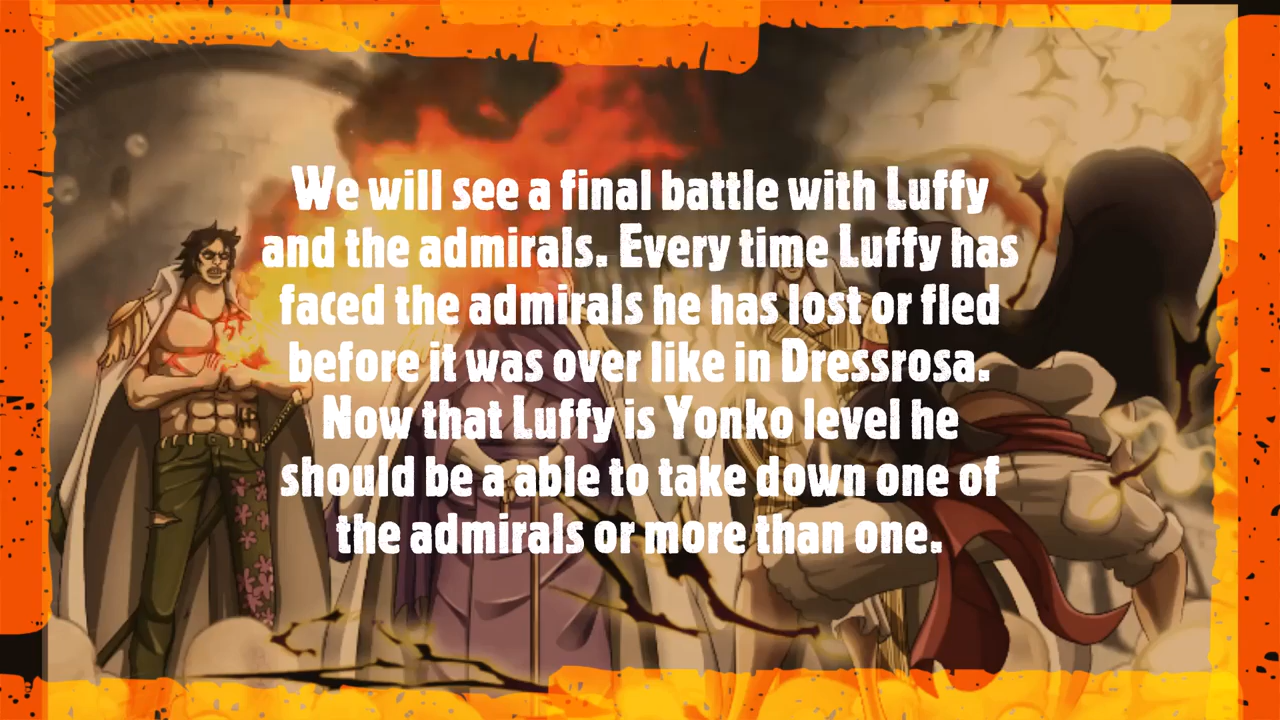 We will see a final battle with Luffy
and the admirals. Every time Luffy has
faced the admirals he has lost or fled
before it was over like in Dressrosa.
Now that Luffy is Yonko level he
should be a able to take down one of
the admirals or more than one.